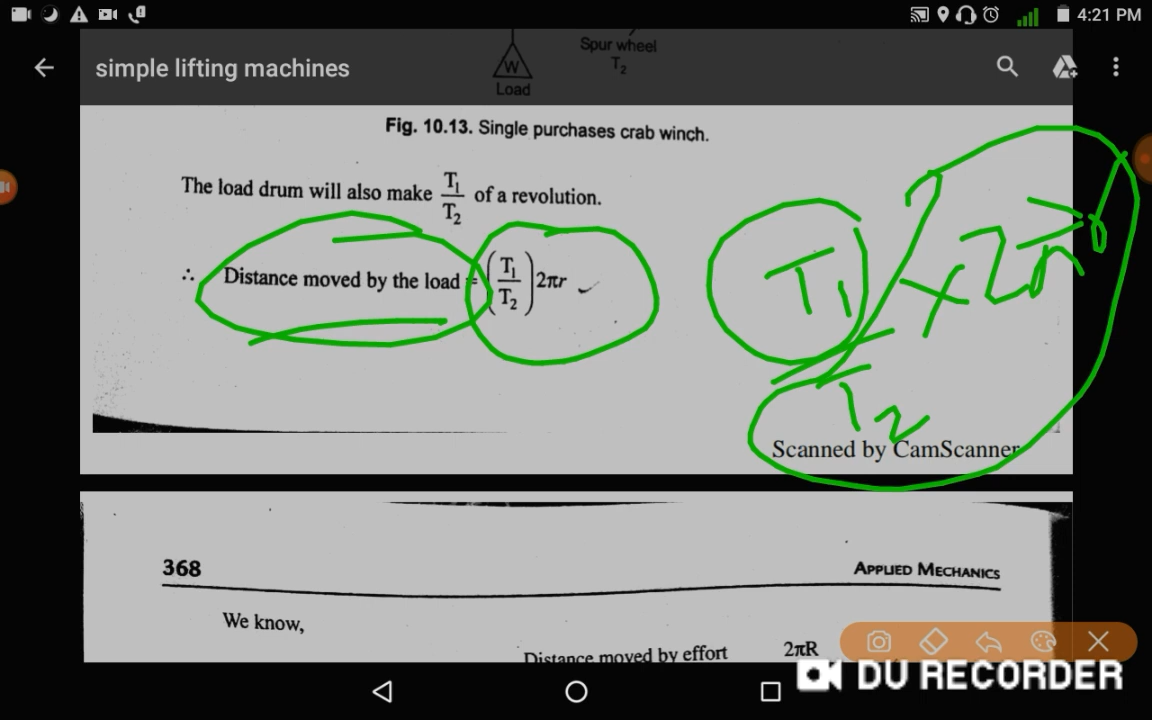 4:21 PM
simple lifting machines
Spur wheel
T₂
W
Load
Fig. 10.13. Single purchases crab winch.
The load drum will also make T₁/T₂ of a revolution.
∴ Distance moved by the load = (T₁/T₂) 2πr
T₁/T₂ × 2πr
Scanned by CamScanner
368 APPLIED MECHANICS
We know,
Distance moved by effort 2πR
DU RECORDER